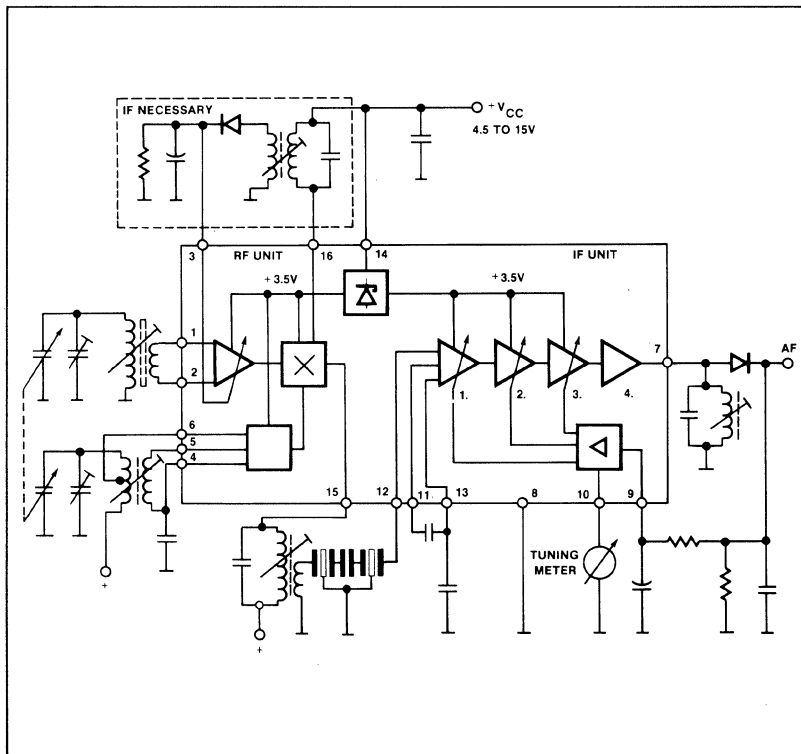 IF NECESSARY
+VCC
4.5 TO 15V
3
RF UNIT
16
14
IF UNIT
+3.5V
+3.5V
1
2
7
AF
1.
2.
3.
4.
6
5
4
15
12
11
13
8
10
9
TUNING
METER
+
+